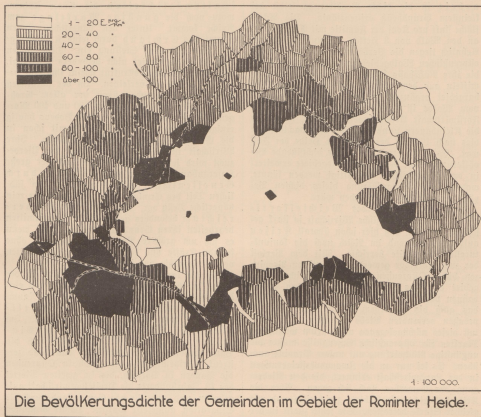 1 - 20 E.
20 - 40 "
40 - 60 "
60 - 80 "
80 - 100 "
über 100 "
1 : 100 000.
Die Bevölkerungsdichte der Gemeinden im Gebiet der Rominter Heide.